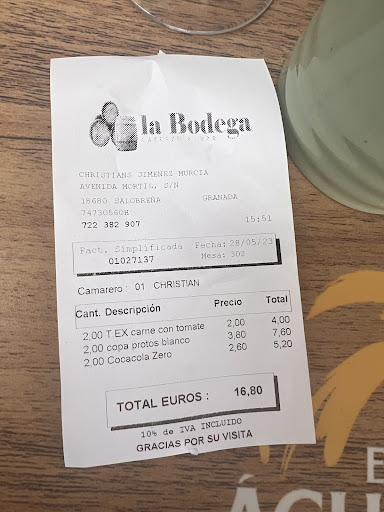 la Bodega
CHRISTIANS JIMENEZ MURCIA
AVENIDA MORTIL, S/N
18680 SALOBREÑA GRANADA
74730560H
722 382 907 15:51
Fact. Simplificada Fecha: 28/05/23
01027137 Mesa: 302
Camarero : 01 CHRISTIAN
Cant. Descripción Precio Total
2,00 T EX carne con tomate 2,00 4,00
2,00 copa protos blanco 3,80 7,60
2,00 Cocacola Zero 2,60 5,20
TOTAL EUROS : 16,80
10% de IVA INCLUIDO
GRACIAS POR SU VISITA